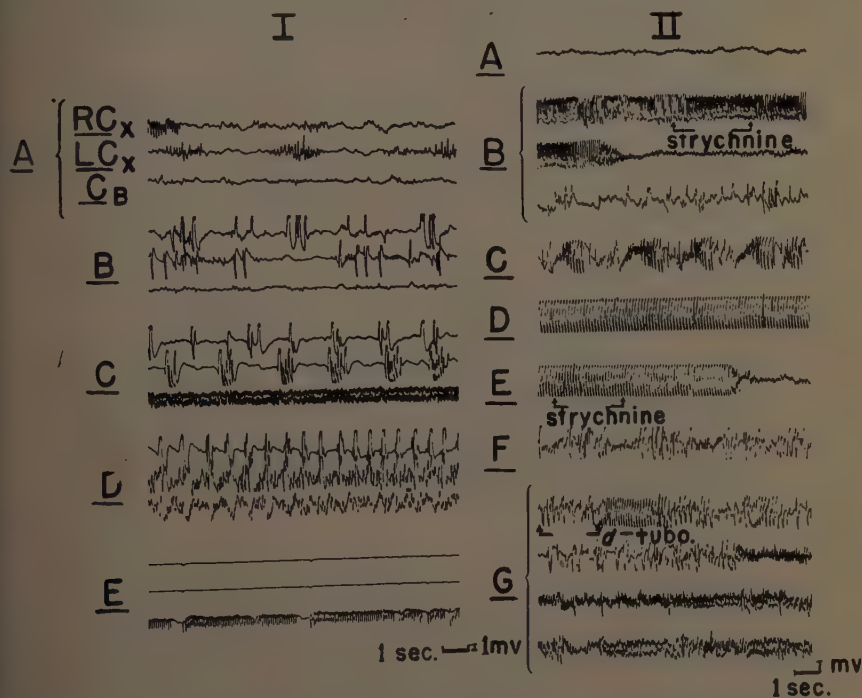 I
A
RCx
LCx
CB
B
C
D
E
1 sec. 1mv
II
A
B
strychnine
C
D
E
strychnine
F
G
d-tubo.
mv
1 sec.